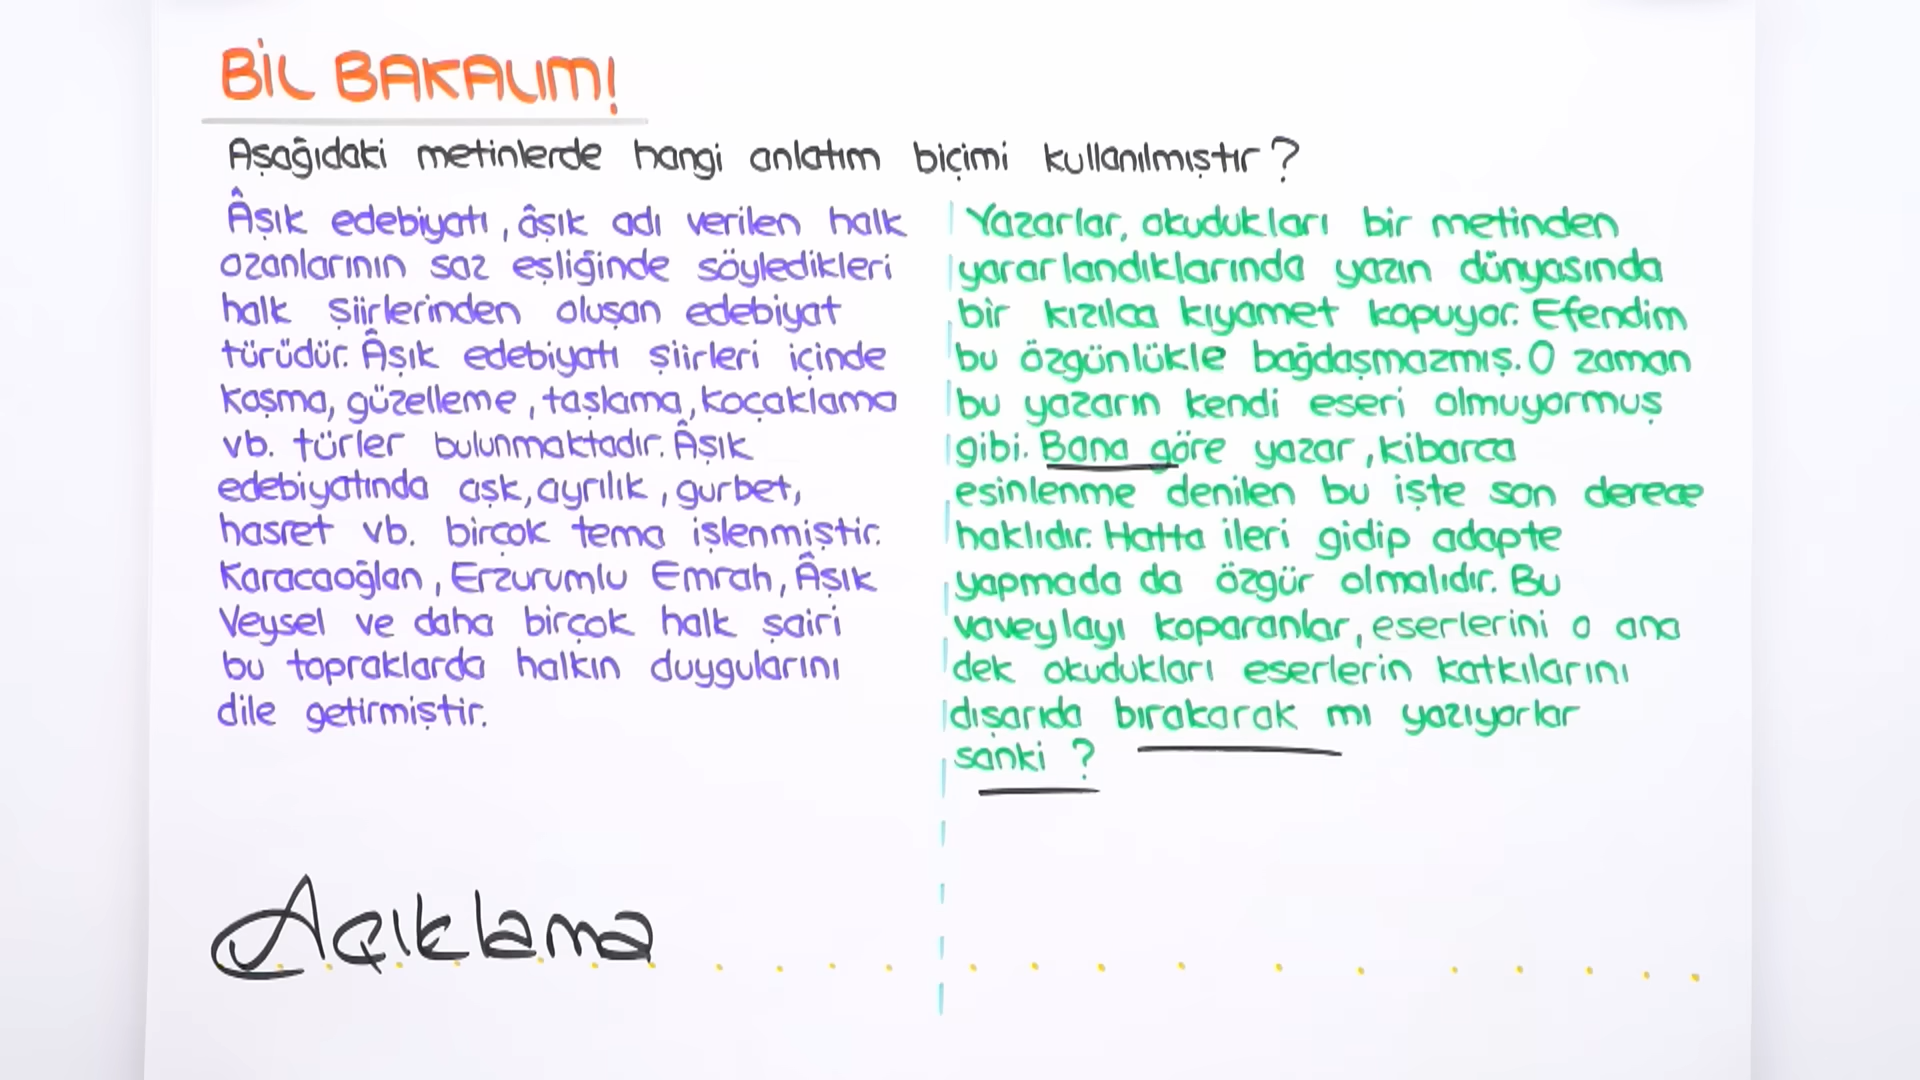 BİL BAKALIM!
Aşağıdaki metinlerde hangi anlatım biçimi kullanılmıştır?
Âşık edebiyatı, âşık adı verilen halk
ozanlarının saz eşliğinde söyledikleri
halk şiirlerinden oluşan edebiyat
türüdür. Âşık edebiyatı şiirleri içinde
koşma, güzelleme, taşlama, koçaklama
vb. türler bulunmaktadır. Âşık
edebiyatında aşk, ayrılık, gurbet,
hasret vb. birçok tema işlenmiştir.
Karacaoğlan, Erzurumlu Emrah, Âşık
Veysel ve daha birçok halk şairi
bu topraklarda halkın duygularını
dile getirmiştir.
Açıklama
Yazarlar, okudukları bir metinden
yararlandıklarında yazın dünyasında
bir kızılca kıyamet kopuyor. Efendim
bu özgünlükle bağdaşmazmış. O zaman
bu yazarın kendi eseri olmuyormuş
gibi. Bana göre yazar, kibarca
esinlenme denilen bu işte son derece
haklıdır. Hatta ileri gidip adapte
yapmada da özgür olmalıdır. Bu
vaveylayı koparanlar, eserlerini o ana
dek okudukları eserlerin katkılarını
dışarıda bırakarak mı yazıyorlar
sanki?